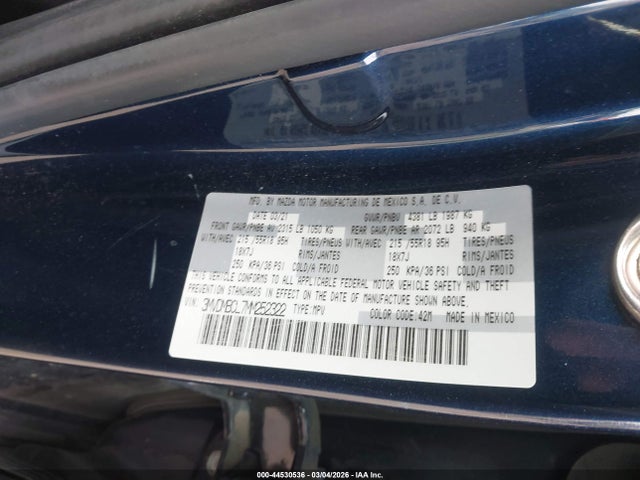 MFD. BY MAZDA MOTOR MANUFACTURING DE MEXICO S.A. DE C.V.
DATE 03/21 GVWR/PNBV 4381 LB 1987 KG
FRONT GAWR/PNBE AV 2315 LB 1050 KG REAR GAWR/PNBE AR 2072 LB 940 KG
WITH/AVEC 215 /55R18 95H TIRES/PNEUS WITH/AVEC 215 /55R18 95H TIRES/PNEUS
18X7J RIMS/JANTES 18X7J RIMS/JANTES
250 KPA/36 PSI COLD/A FROID 250 KPA/36 PSI COLD/A FROID
THIS VEHICLE CONFORMS TO ALL APPLICABLE FEDERAL MOTOR VEHICLE SAFETY AND THEFT
PREVENTION STANDARDS IN EFFECT ON THE DATE OF MANUFACTURE SHOWN ABOVE.
VIN: 3MVDMBCL7MM252322 TYPE:MPV COLOR CODE:42M MADE IN MEXICO
000-44530536 - 03/04/2026 - IAA Inc.